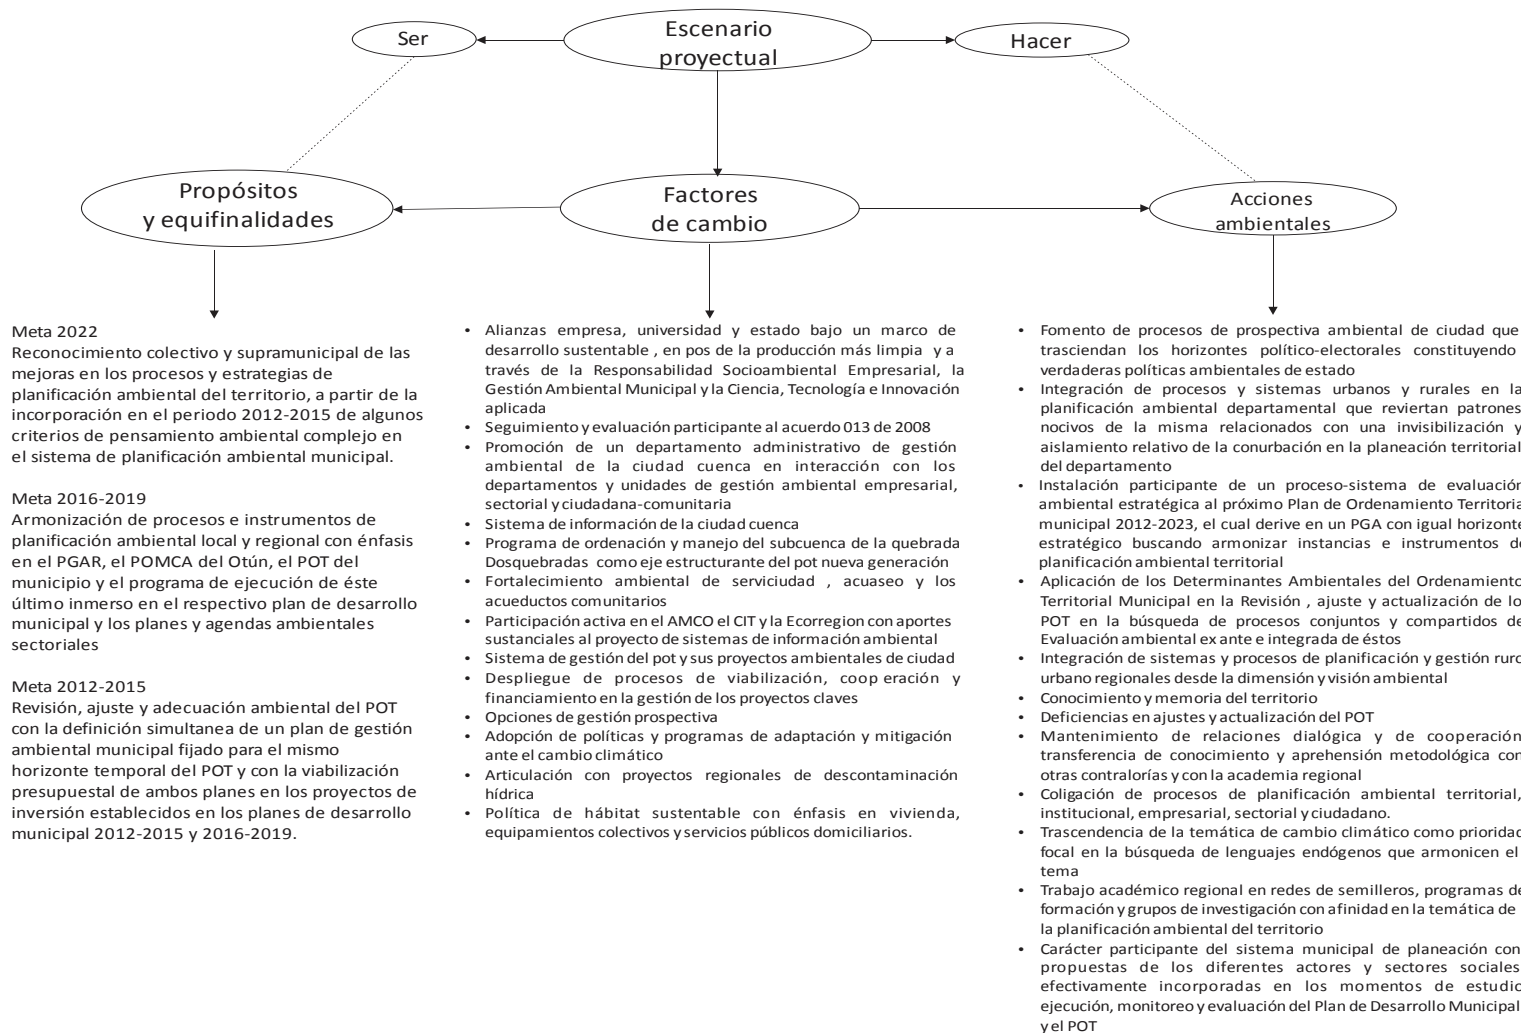 Ser
Escenario
proyectual
Hacer
Propósitos
y equifinalidades
Factores
de cambio
Acciones
ambientales
Meta 2022
Reconocimiento colectivo y supramunicipal de las
mejoras en los procesos y estrategias de
planificación ambiental del territorio, a partir de la
incorporación en el periodo 2012-2015 de algunos
criterios de pensamiento ambiental complejo en
el sistema de planificación ambiental municipal.
Meta 2016-2019
Armonización de procesos e instrumentos de
planificación ambiental local y regional con énfasis
en el PGAR, el POMCA del Otún, el POT del
municipio y el programa de ejecución de éste
último inmerso en el respectivo plan de desarrollo
municipal y los planes y agendas ambientales
sectoriales
Meta 2012-2015
Revisión, ajuste y adecuación ambiental del POT
con la definición simultanea de un plan de gestión
ambiental municipal fijado para el mismo
horizonte temporal del POT y con la viabilización
presupuestal de ambos planes en los proyectos de
inversión establecidos en los planes de desarrollo
municipal 2012-2015 y 2016-2019.
• Alianzas empresa, universidad y estado bajo un marco de
desarrollo sustentable , en pos de la producción más limpia y a
través de la Responsabilidad Socioambiental Empresarial, la
Gestión Ambiental Municipal y la Ciencia, Tecnología e Innovación
aplicada
• Seguimiento y evaluación participante al acuerdo 013 de 2008
• Promoción de un departamento administrativo de gestión
ambiental de la ciudad cuenca en interacción con los
departamentos y unidades de gestión ambiental empresarial,
sectorial y ciudadana-comunitaria
• Sistema de información de la ciudad cuenca
• Programa de ordenación y manejo del subcuenca de la quebrada
Dosquebradas como eje estructurante del pot nueva generación
• Fortalecimiento ambiental de serviciudad , acuaseo y los
acueductos comunitarios
• Participación activa en el AMCO el CIT y la Ecorregion con aportes
sustanciales al proyecto de sistemas de información ambiental
• Sistema de gestión del pot y sus proyectos ambientales de ciudad
• Despliegue de procesos de viabilización, coop eración y
financiamiento en la gestión de los proyectos claves
• Opciones de gestión prospectiva
• Adopción de políticas y programas de adaptación y mitigación
ante el cambio climático
• Articulación con proyectos regionales de descontaminación
hídrica
• Política de hábitat sustentable con énfasis en vivienda,
equipamientos colectivos y servicios públicos domiciliarios.
• Fomento de procesos de prospectiva ambiental de ciudad que
trasciendan los horizontes político-electorales constituyendo
verdaderas políticas ambientales de estado
• Integración de procesos y sistemas urbanos y rurales en la
planificación ambiental departamental que reviertan patrones
nocivos de la misma relacionados con una invisibilización y
aislamiento relativo de la conurbación en la planeación territorial
del departamento
• Instalación participante de un proceso-sistema de evaluación
ambiental estratégica al próximo Plan de Ordenamiento Territoria
municipal 2012-2023, el cual derive en un PGA con igual horizonte
estratégico buscando armonizar instancias e instrumentos de
planificación ambiental territorial
• Aplicación de los Determinantes Ambientales del Ordenamiento
Territorial Municipal en la Revisión , ajuste y actualización de lo
POT en la búsqueda de procesos conjuntos y compartidos de
Evaluación ambiental ex ante e integrada de éstos
• Integración de sistemas y procesos de planificación y gestión ruro
urbano regionales desde la dimensión y visión ambiental
• Conocimiento y memoria del territorio
• Deficiencias en ajustes y actualización del POT
• Mantenimiento de relaciones dialógica y de cooperación
transferencia de conocimiento y aprehensión metodológica con
otras contralorías y con la academia regional
• Coligación de procesos de planificación ambiental territorial,
institucional, empresarial, sectorial y ciudadano.
• Trascendencia de la temática de cambio climático como prioridad
focal en la búsqueda de lenguajes endógenos que armonicen el
tema
• Trabajo académico regional en redes de semilleros, programas de
formación y grupos de investigación con afinidad en la temática de
la planificación ambiental del territorio
• Carácter participante del sistema municipal de planeación con
propuestas de los diferentes actores y sectores sociales
efectivamente incorporadas en los momentos de estudio
ejecución, monitoreo y evaluación del Plan de Desarrollo Municipal
y el POT